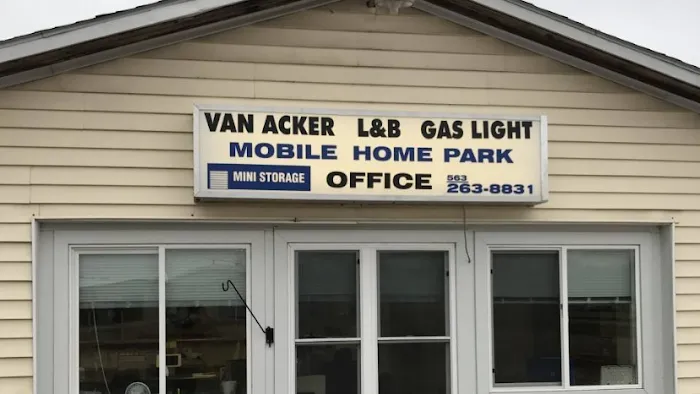 VAN ACKER L&B GAS LIGHT
MOBILE HOME PARK
MINI STORAGE OFFICE 563 263-8831